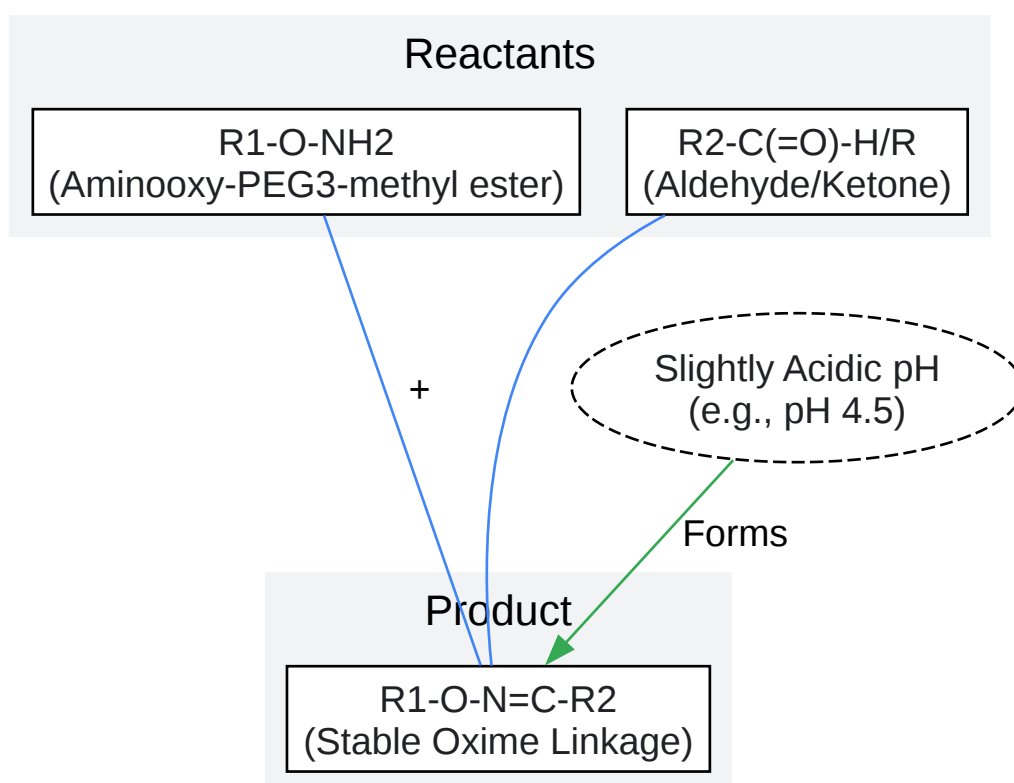 Reactants
R1-O-NH2
(Aminooxy-PEG3-methyl ester)
R2-C(=O)-H/R
(Aldehyde/Ketone)
+
Slightly Acidic pH
(e.g., pH 4.5)
Forms
Product
R1-O-N=C-R2
(Stable Oxime Linkage)